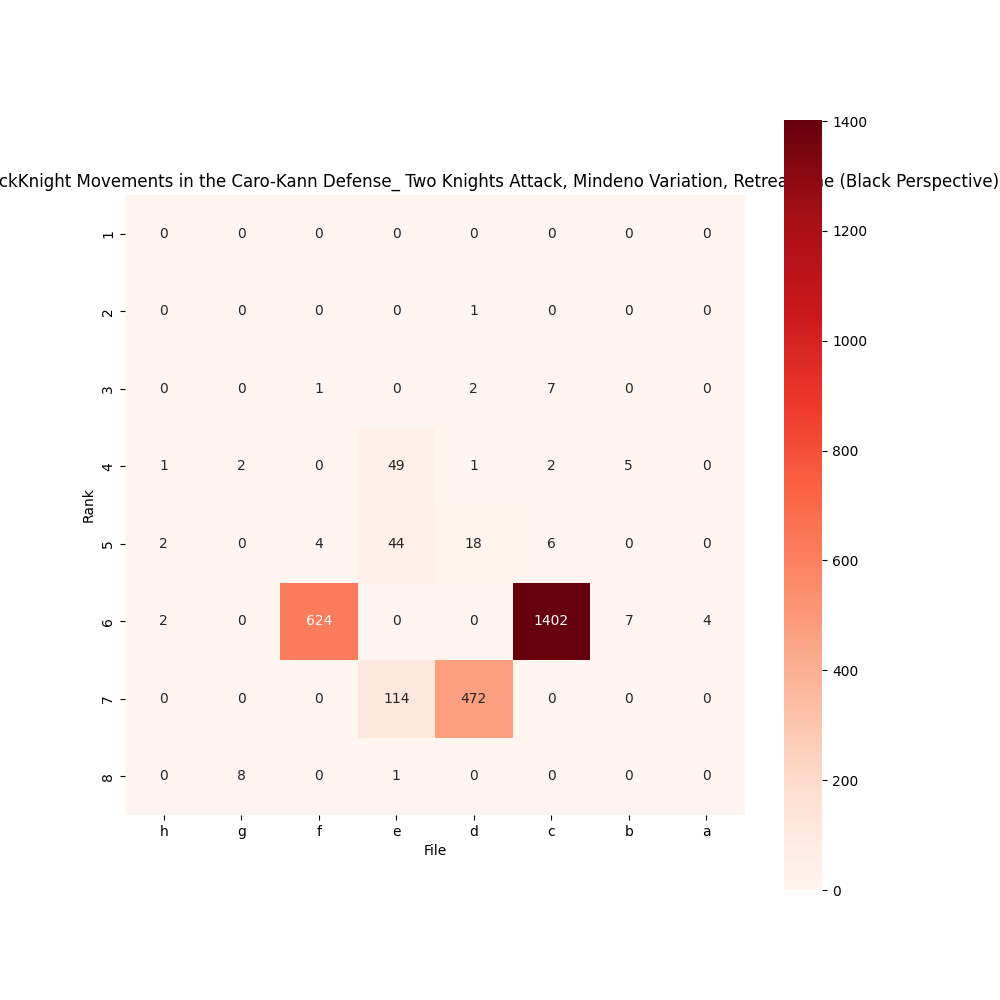 ckKnight Movements in the Caro-Kann Defense_ Two Knights Attack, Mindeno Variation, Retrea ne (Black Perspective)
1400
1200
1000
800
600
400
200
0
Rank
1 0 0 0 0 0 0 0 0
2 0 0 0 0 1 0 0 0
3 0 0 1 0 2 7 0 0
4 1 2 0 49 1 2 5 0
5 2 0 4 44 18 6 0 0
6 2 0 624 0 0 1402 7 4
7 0 0 0 114 472 0 0 0
8 0 8 0 1 0 0 0 0
h g f e d c b a
File